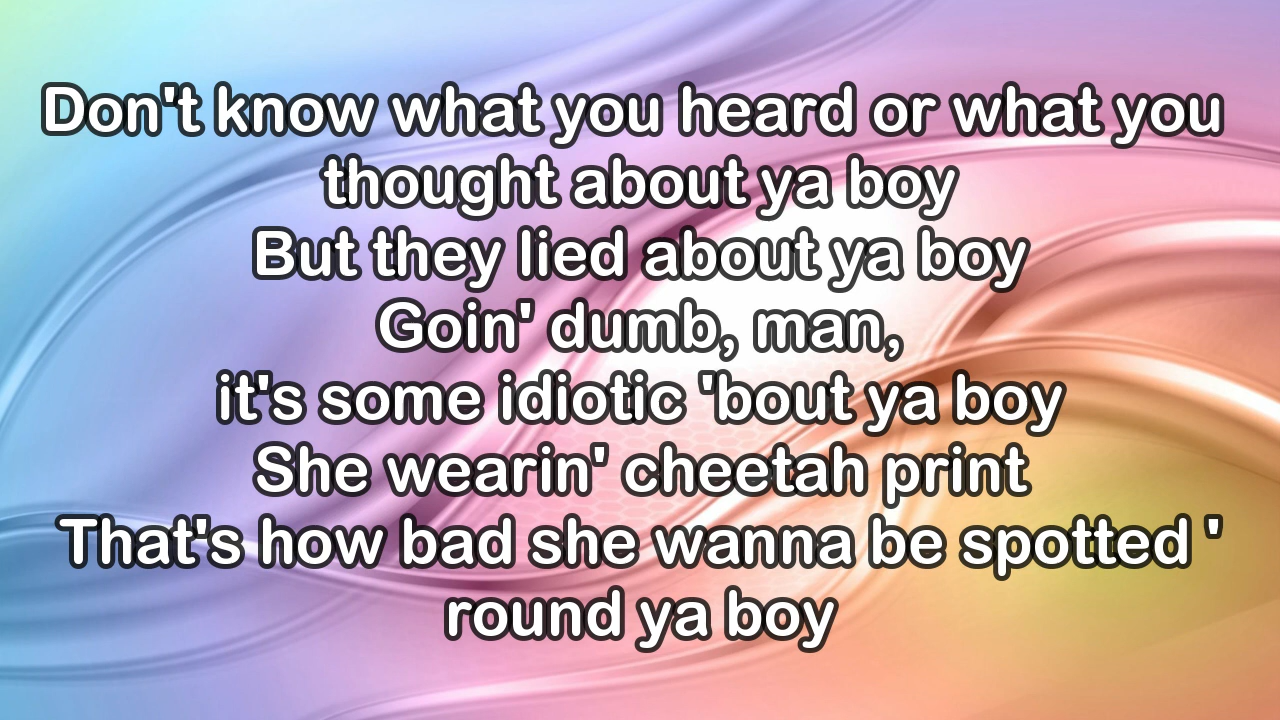 Don't know what you heard or what you
thought about ya boy
But they lied about ya boy
Goin' dumb, man,
it's some idiotic 'bout ya boy
She wearin' cheetah print
That's how bad she wanna be spotted '
round ya boy